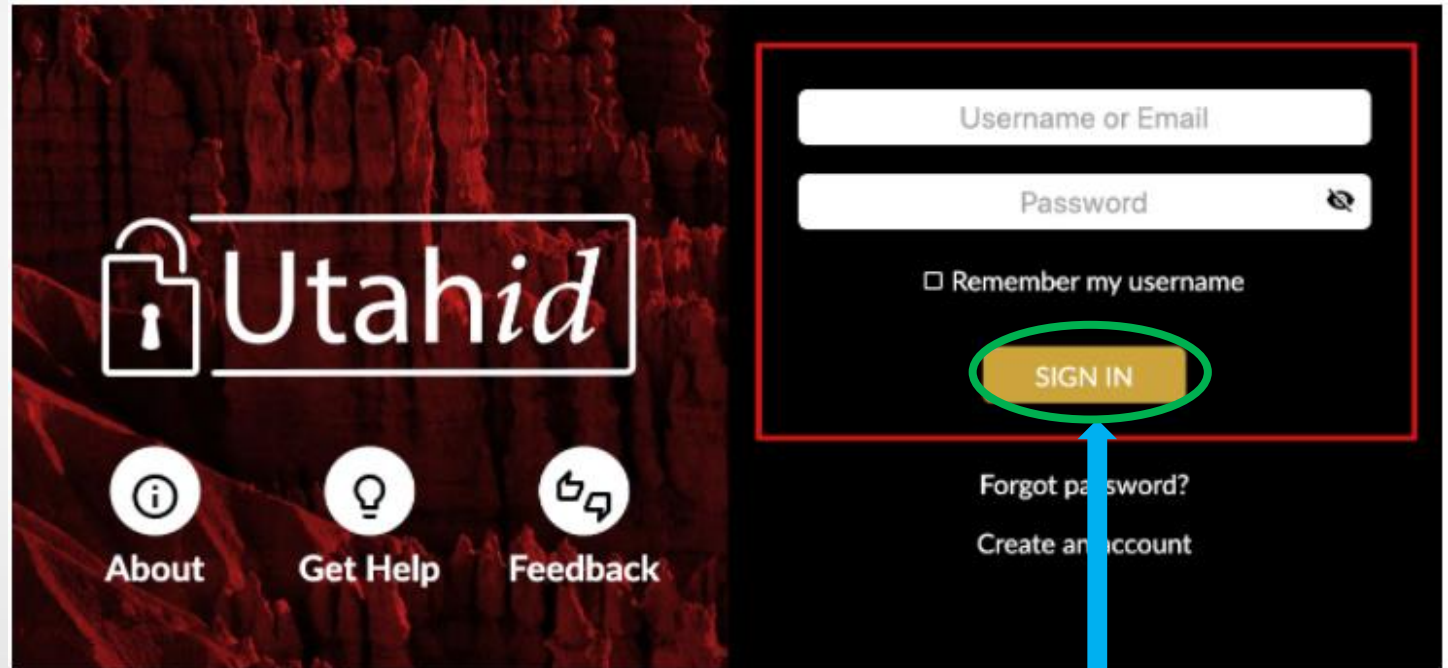 Utahid
About
Get Help
Feedback
Username or Email
Password
Remember my username
SIGN IN
Forgot password?
Create an account